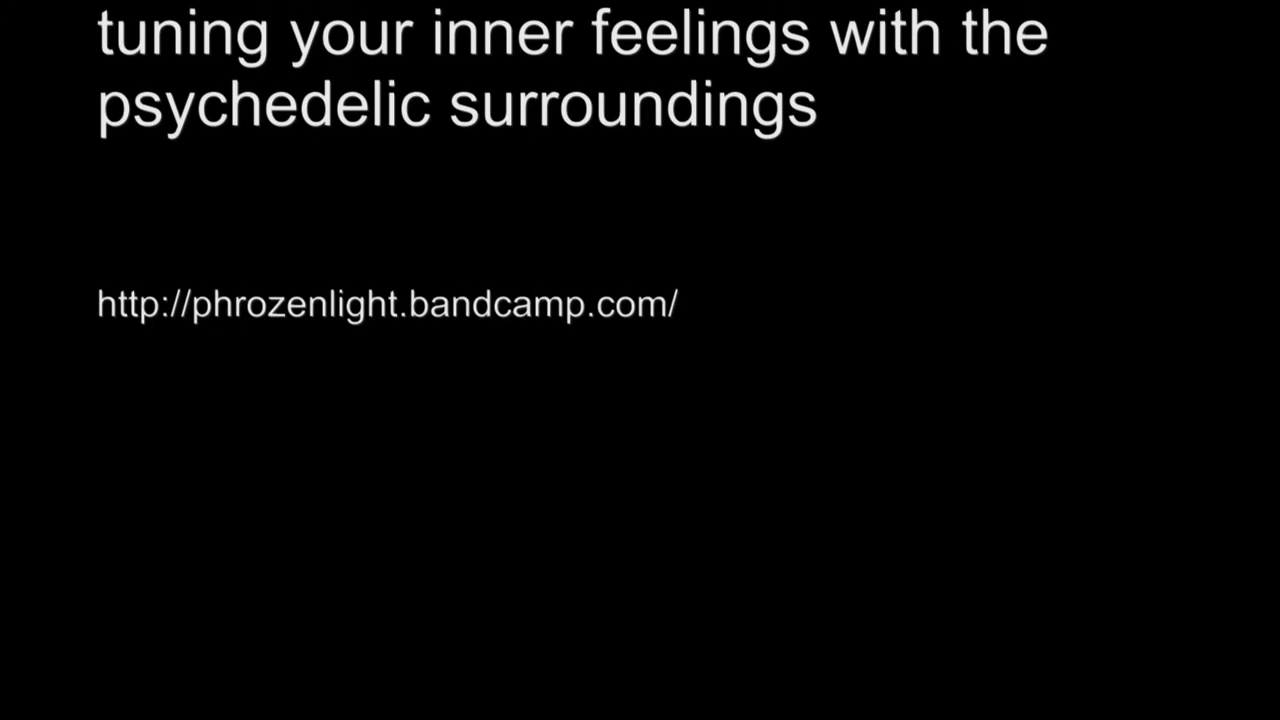 tuning your inner feelings with the
psychedelic surroundings
http://phrozenlight.bandcamp.com/